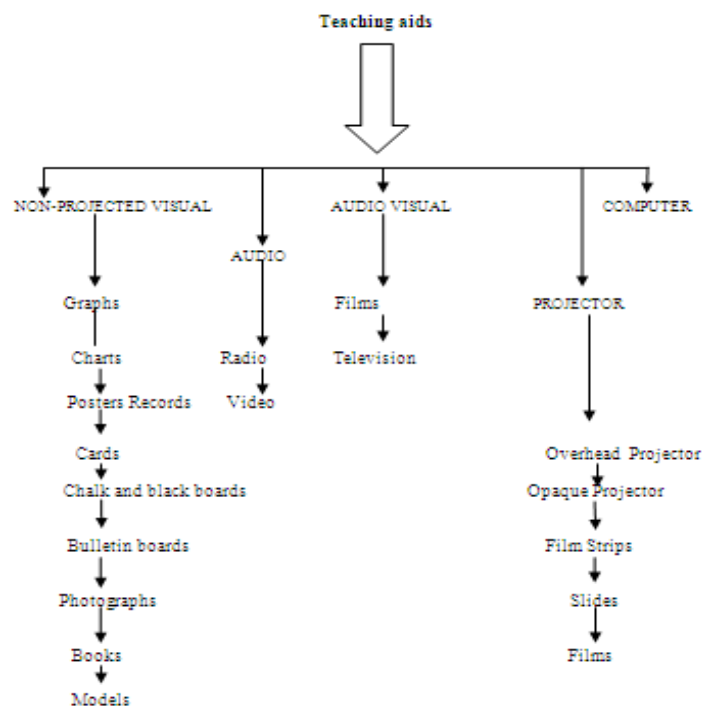 Teaching aids
NON-PROJECTED VISUAL
AUDIO VISUAL
COMPUTER
AUDIO
Graphs
Films
PROJECTOR
Charts
Radio
Television
Posters Records
Video
Cards
Overhead Projector
Chalk and black boards
Opaque Projector
Bulletin boards
Film Strips
Photographs
Slides
Books
Films
Models